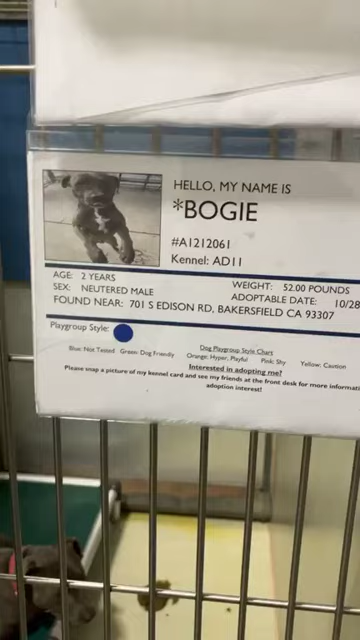 HELLO, MY NAME IS
*BOGIE
#A1212061
Kennel: AD11
AGE: 2 YEARS
WEIGHT: 52.00 POUNDS
SEX: NEUTERED MALE
ADOPTABLE DATE: 10/28
FOUND NEAR: 701 S EDISON RD, BAKERSFIELD CA 93307
Playgroup Style:
Dog Playgroup Style Chart
Blue: Not Tested Green: Dog Friendly Orange: Hyper, Playful Pink: Shy Yellow: Caution
Interested in adopting me?
Please snap a picture of my kennel card and see my friends at the front desk for more informati
adoption interest!